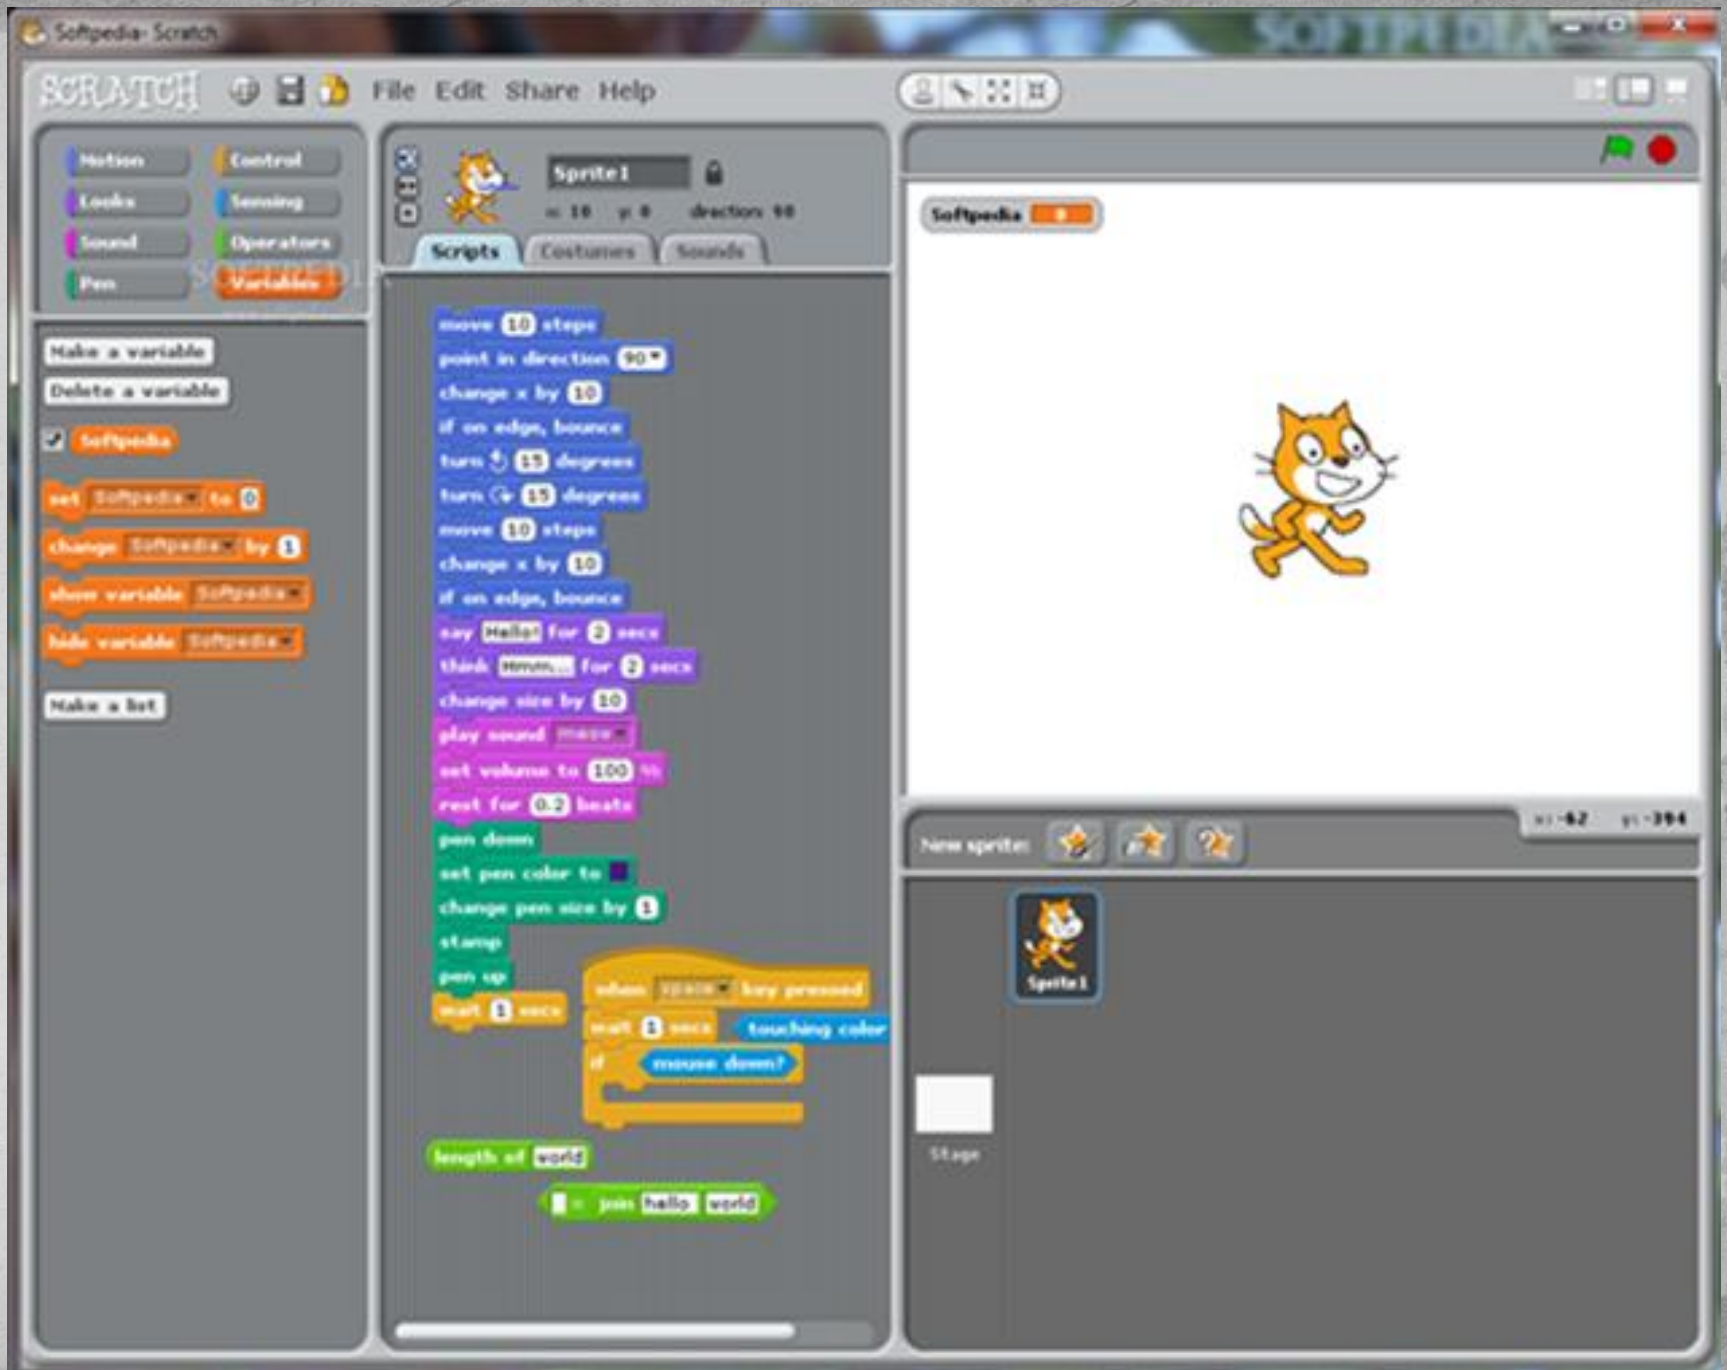 Softpedia- Scratch
SOFTPEDIA
SCRATCH File Edit Share Help
Motion Control
Looks Sensing
Sound Operators
Pen Variables
Make a variable
Delete a variable
Softpedia
set Softpedia to 0
change Softpedia by 1
show variable Softpedia
hide variable Softpedia
Make a list
Sprite1
x: 10 y: 0 direction: 90
Scripts Costumes Sounds
move 10 steps
point in direction 90
change x by 10
if on edge, bounce
turn 15 degrees
turn 15 degrees
move 10 steps
change x by 10
if on edge, bounce
say Hello! for 2 secs
think Hmm... for 2 secs
change size by 10
play sound meow
set volume to 100 %
rest for 0.2 beats
pen down
set pen color to
change pen size by 1
stamp
pen up
wait 1 secs
when space key pressed
wait 1 secs touching color
if mouse down?
length of world
= join hello world
Softpedia 0
x: -62 y: -394
New sprite:
Sprite1
Stage